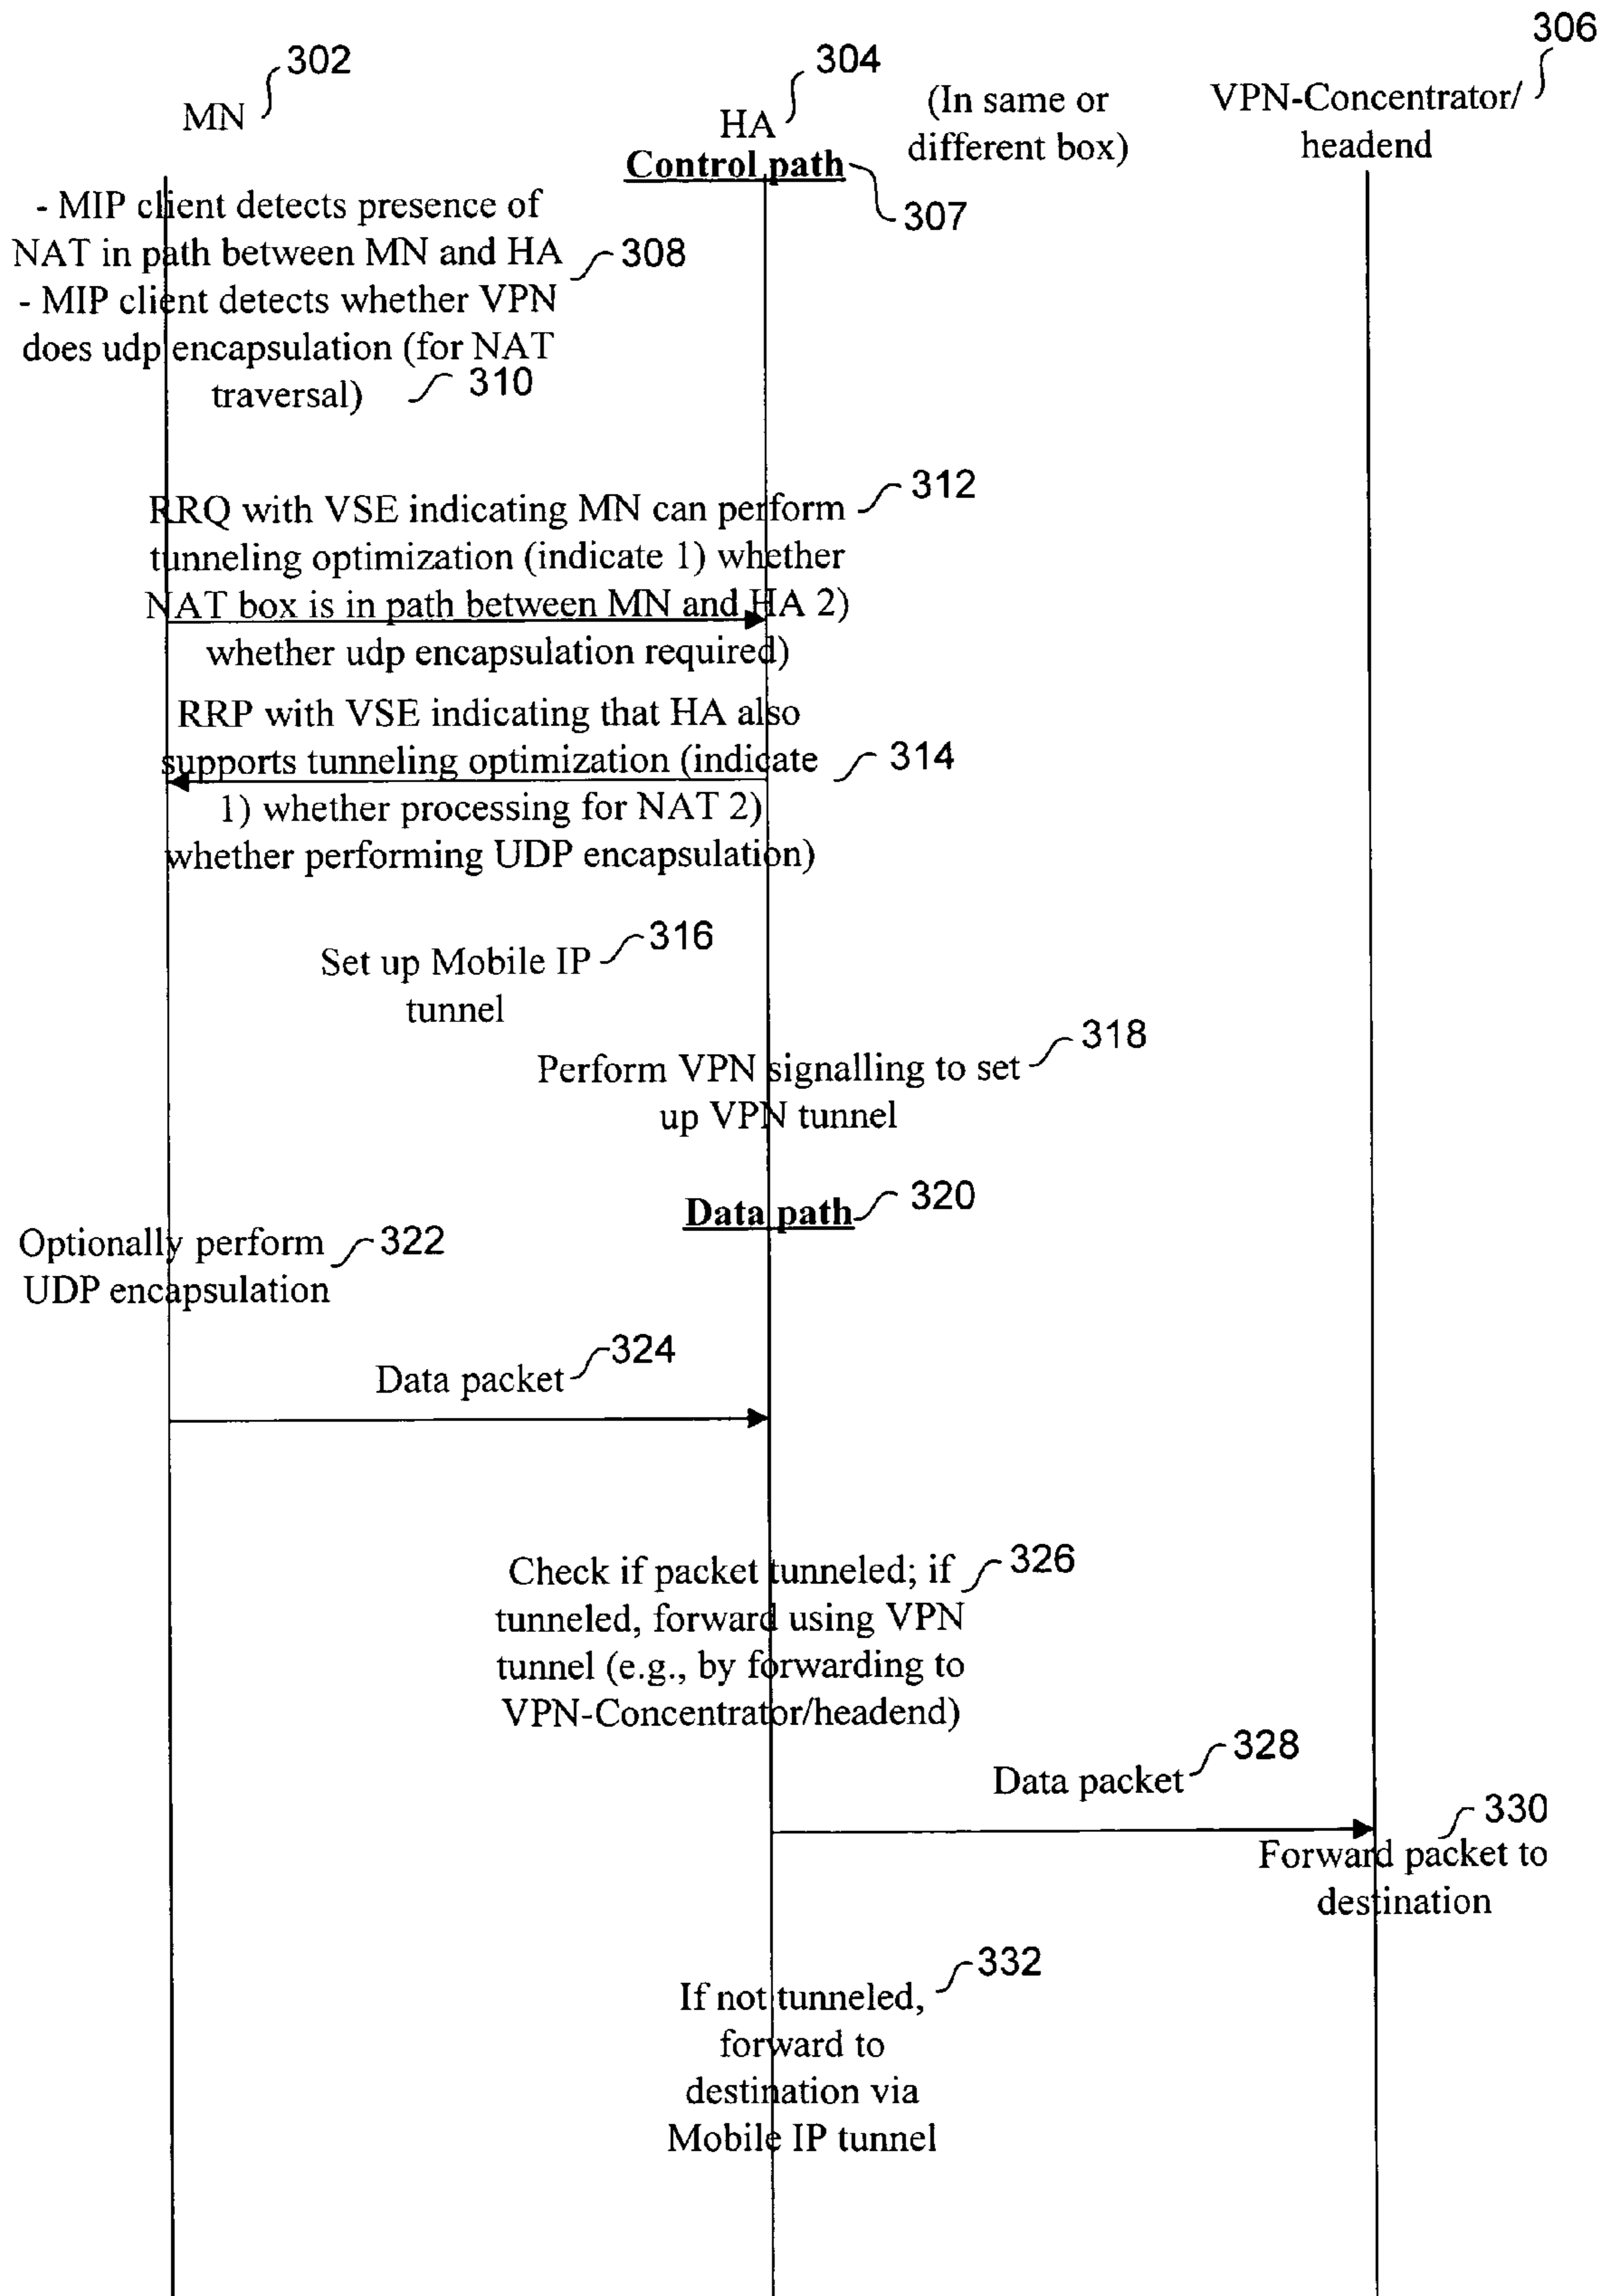 302
304
306
MN
HA
(In same or
different box)
VPN-Concentrator/
headend
Control path
307
- MIP client detects presence of
NAT in path between MN and HA
308
- MIP client detects whether VPN
does udp encapsulation (for NAT
traversal)
310
RRQ with VSE indicating MN can perform
312
tunneling optimization (indicate 1) whether
NAT box is in path between MN and HA 2)
whether udp encapsulation required)
RRP with VSE indicating that HA also
supports tunneling optimization (indicate
314
1) whether processing for NAT 2)
whether performing UDP encapsulation)
Set up Mobile IP
316
tunnel
Perform VPN signalling to set
318
up VPN tunnel
Data path
320
Optionally perform
322
UDP encapsulation
Data packet
324
Check if packet tunneled; if
326
tunneled, forward using VPN
tunnel (e.g., by forwarding to
VPN-Concentrator/headend)
Data packet
328
330
Forward packet to
destination
332
If not tunneled,
forward to
destination via
Mobile IP tunnel